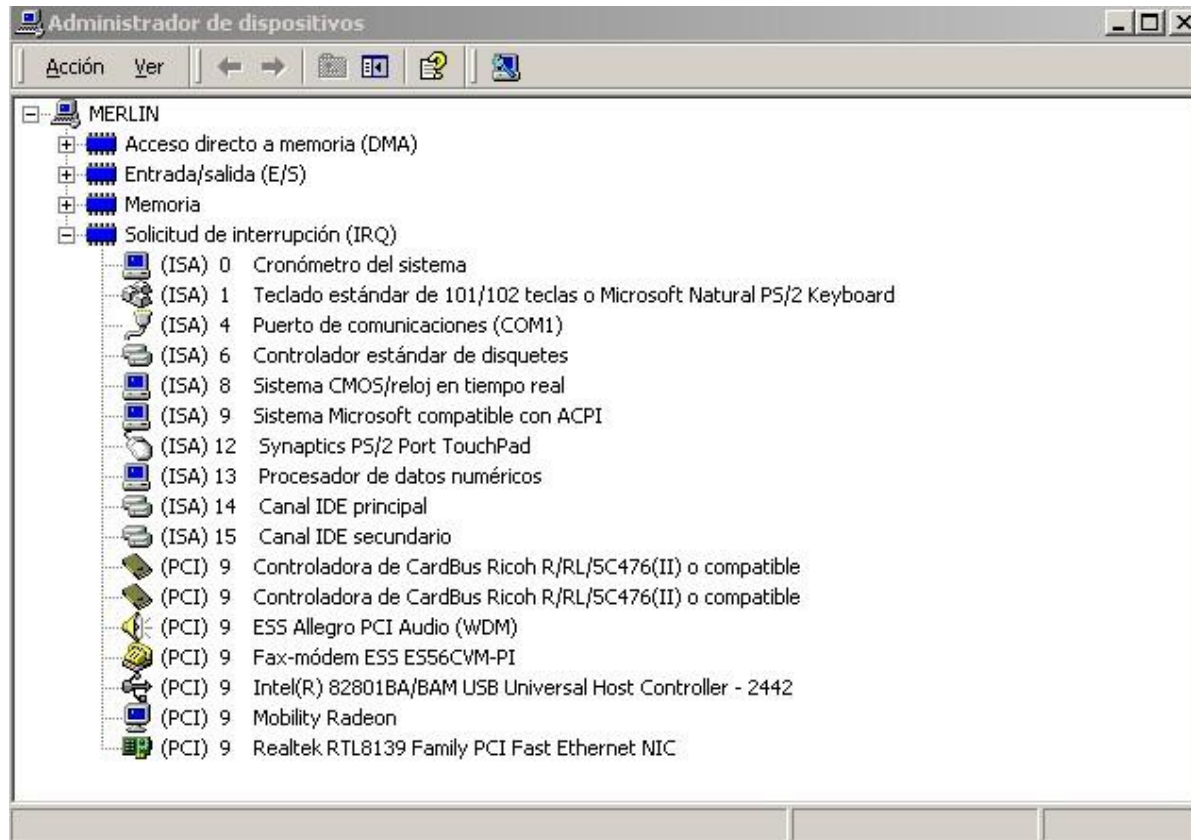 Administrador de dispositivos
Acción Ver
MERLIN
Acceso directo a memoria (DMA)
Entrada/salida (E/S)
Memoria
Solicitud de interrupción (IRQ)
(ISA) 0 Cronómetro del sistema
(ISA) 1 Teclado estándar de 101/102 teclas o Microsoft Natural PS/2 Keyboard
(ISA) 4 Puerto de comunicaciones (COM1)
(ISA) 6 Controlador estándar de disquetes
(ISA) 8 Sistema CMOS/reloj en tiempo real
(ISA) 9 Sistema Microsoft compatible con ACPI
(ISA) 12 Synaptics PS/2 Port TouchPad
(ISA) 13 Procesador de datos numéricos
(ISA) 14 Canal IDE principal
(ISA) 15 Canal IDE secundario
(PCI) 9 Controladora de CardBus Ricoh R/RL/5C476(II) o compatible
(PCI) 9 Controladora de CardBus Ricoh R/RL/5C476(II) o compatible
(PCI) 9 ESS Allegro PCI Audio (WDM)
(PCI) 9 Fax-módem ESS ES56CVM-PI
(PCI) 9 Intel(R) 82801BA/BAM USB Universal Host Controller - 2442
(PCI) 9 Mobility Radeon
(PCI) 9 Realtek RTL8139 Family PCI Fast Ethernet NIC